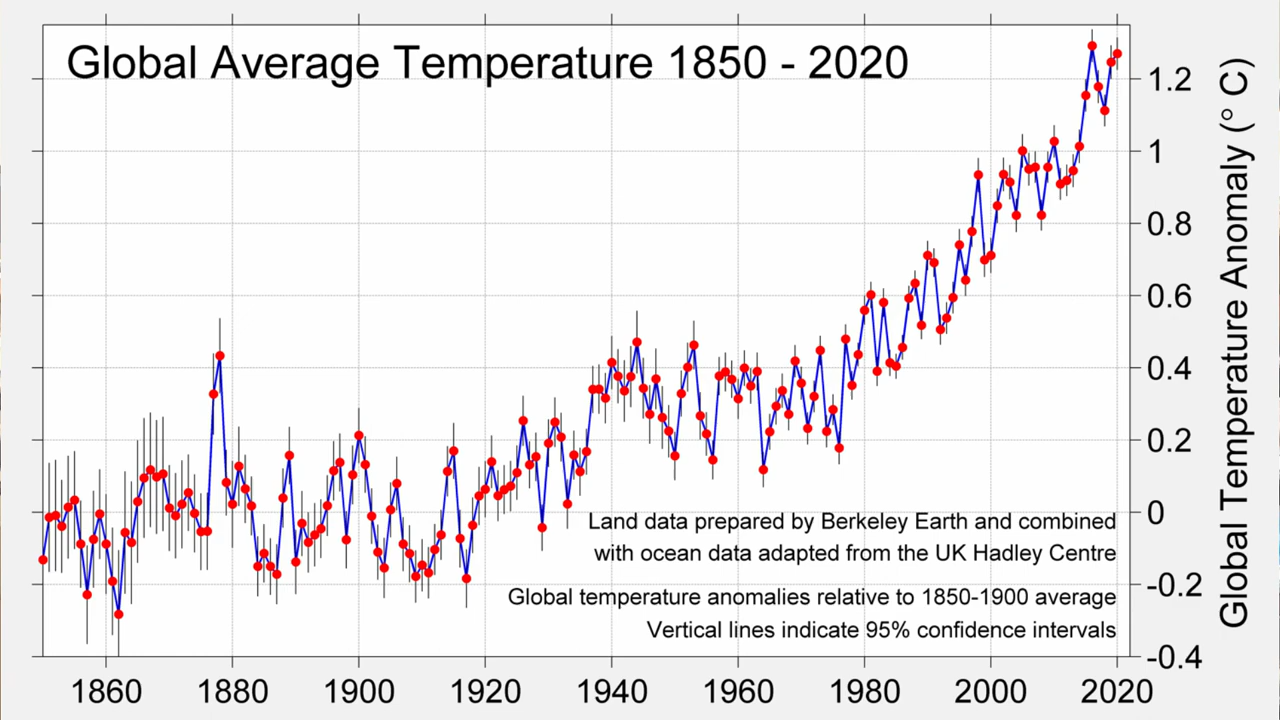 Global Average Temperature 1850 - 2020
1.2
1
0.8
0.6
0.4
0.2
0
-0.2
-0.4
Global Temperature Anomaly (° C)
Land data prepared by Berkeley Earth and combined
with ocean data adapted from the UK Hadley Centre
Global temperature anomalies relative to 1850-1900 average
Vertical lines indicate 95% confidence intervals
1860 1880 1900 1920 1940 1960 1980 2000 2020